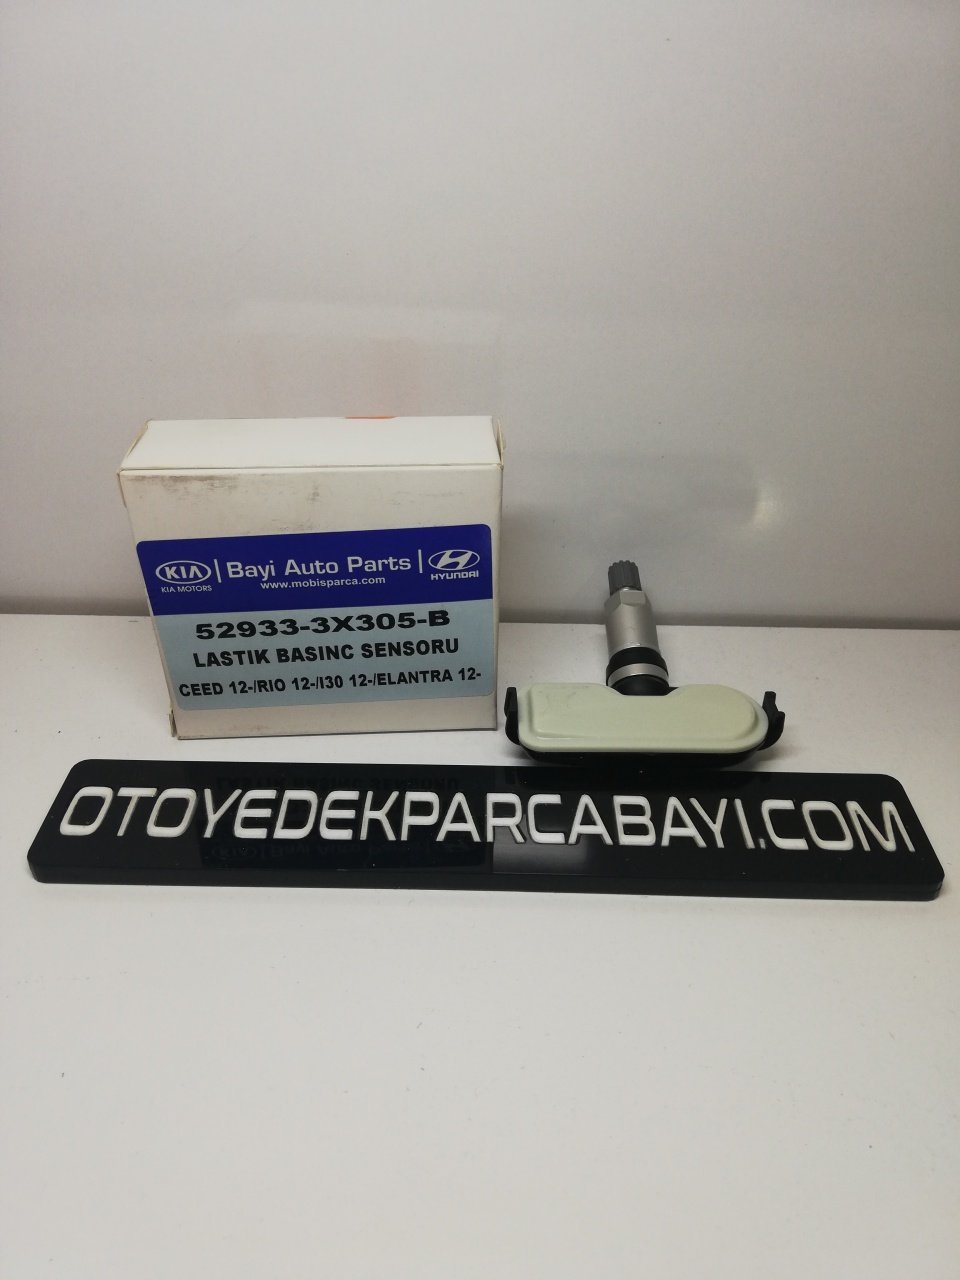 KIA
KIA MOTORS
Bayi Auto Parts
www.mobisparca.com
HYUNDAI
52933-3X305-B
LASTIK BASINC SENSORU
CEED 12-/RIO 12-/I30 12-/ELANTRA 12-
OTOYEDEKPARCABAYI.COM